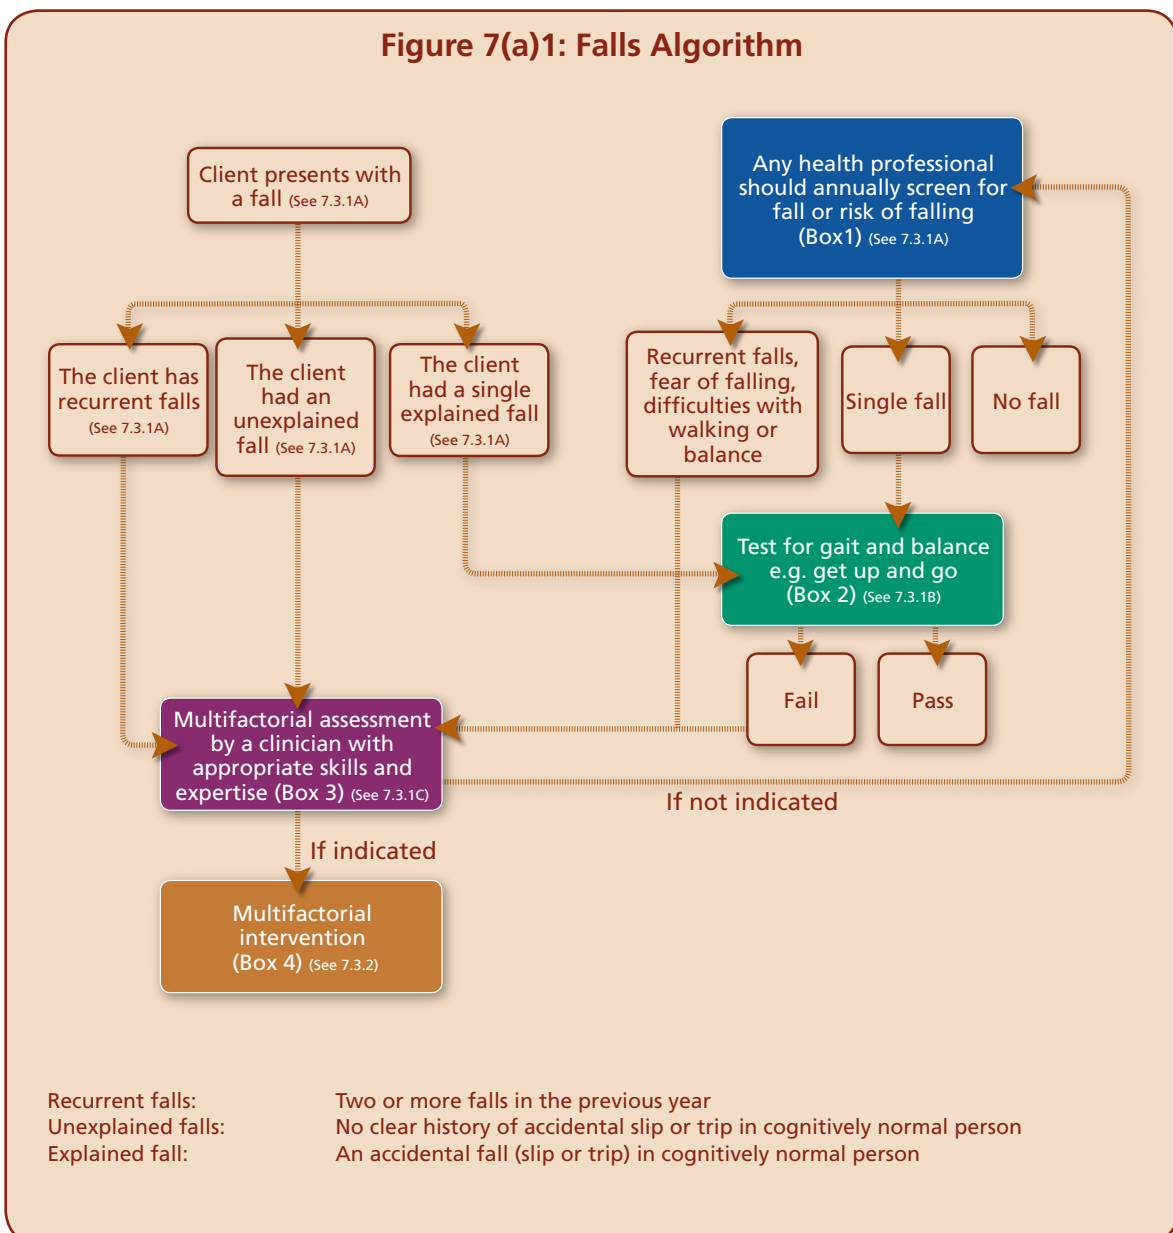 Figure 7(a)1: Falls Algorithm
Client presents with
a fall (See 7.3.1A)
Any health professional
should annually screen for
fall or risk of falling
(Box1) (See 7.3.1A)
The client has
recurrent falls
(See 7.3.1A)
The client
had an
unexplained
fall (See 7.3.1A)
The client
had a single
explained fall
(See 7.3.1A)
Recurrent falls,
fear of falling,
difficulties with
walking or
balance
Single fall
No fall
Test for gait and balance
e.g. get up and go
(Box 2) (See 7.3.1B)
Fail
Pass
Multifactorial assessment
by a clinician with
appropriate skills and
expertise (Box 3) (See 7.3.1C)
If not indicated
If indicated
Multifactorial
intervention
(Box 4) (See 7.3.2)
Recurrent falls: Two or more falls in the previous year
Unexplained falls: No clear history of accidental slip or trip in cognitively normal person
Explained fall: An accidental fall (slip or trip) in cognitively normal person